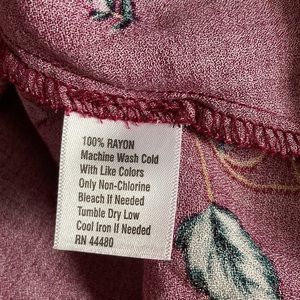 100% RAYON
Machine Wash Cold
With Like Colors
Only Non-Chlorine
Bleach If Needed
Tumble Dry Low
Cool Iron If Needed
RN 44480